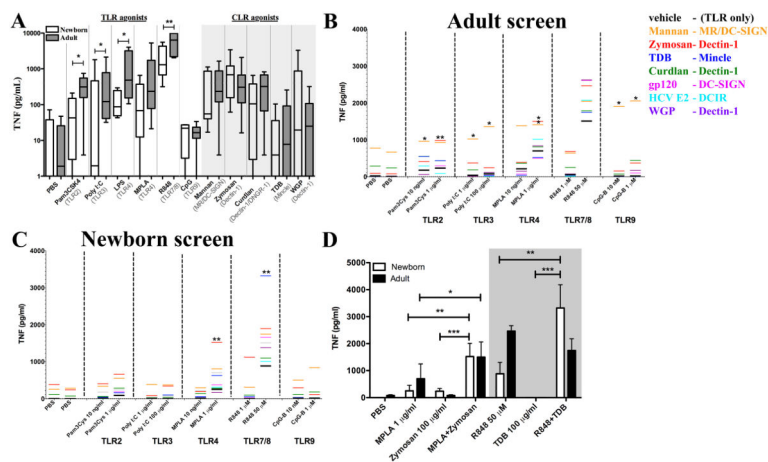 A
TLR agonists
CLR agonists
Newborn
Adult
*
*
*
**
TNF
(pg/mL)
10000
1000
100
10
1
PBS
Pam3CSK4
(TLR2)
Poly I:C
(TLR3)
LPS
(TLR4)
MPLA
(TLR4)
R848
(TLR7/8)
CpG
(TLR9)
Mannan
(MR/DC-SIGN)
Zymosan
(Dectin-1)
Curdlan
(Dectin-1/DNGR-1)
TDB
(Mincle)
WGP
(Dectin-1)
B
Adult screen
TNF (pg/ml)
4000
3000
2000
1000
0
*
**
*
*
*
*
*
*
PBS
PBS
Pam3Cys 10 ng/ml
Pam3Cys 1 µg/ml
Poly I:C 1 µg/ml
Poly I:C 100 µg/ml
MPLA 10 ng/ml
MPLA 1 µg/ml
R848 1 µM
R848 50 µM
CpG-B 10 nM
CpG-B 1 µM
TLR2
TLR3
TLR4
TLR7/8
TLR9
vehicle - (TLR only)
Mannan - MR/DC-SIGN
Zymosan - Dectin-1
TDB - Mincle
Curdlan - Dectin-1
gp120 - DC-SIGN
HCV E2 - DCIR
WGP - Dectin-1
C
Newborn screen
TNF (pg/ml)
4000
3000
2000
1000
0
**
**
PBS
PBS
Pam3Cys 10 ng/ml
Pam3Cys 1 µg/ml
Poly I:C 1 µg/ml
Poly I:C 100 µg/ml
MPLA 10 ng/ml
MPLA 1 µg/ml
R848 1 µM
R848 50 µM
CpG-B 10 nM
CpG-B 1 µM
TLR2
TLR3
TLR4
TLR7/8
TLR9
D
Newborn
Adult
**
***
*
**
***
TNF (pg/ml)
5000
4000
3000
2000
1000
0
PBS
MPLA 1 µg/ml
Zymosan 100 µg/ml
MPLA+Zymosan
R848 50 µM
TDB 100 µg/ml
R848+TDB